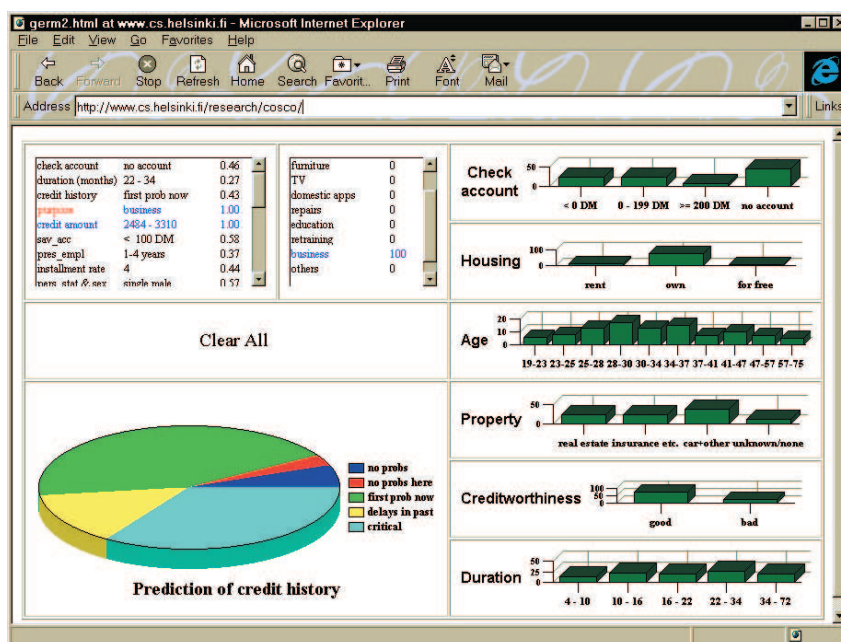 germ2.html at www.cs.helsinki.fi - Microsoft Internet Explorer
File Edit View Go Favorites Help
Back Forward Stop Refresh Home Search Favorit... Print Font Mail
Address http://www.cs.helsinki.fi/research/cosco/ Links
check account no account 0.46
duration (months) 22 - 34 0.27
credit history first prob now 0.43
purpose business 1.00
credit amount 2484 - 3310 1.00
sav_acc < 100 DM 0.58
pres_empl 1-4 years 0.37
installment rate 4 0.44
pers_stat & sex single male 0.57
furniture 0
TV 0
domestic apps 0
repairs 0
education 0
retraining 0
business 100
others 0
Clear All
no probs
no probs here
first prob now
delays in past
critical
Prediction of credit history
Check account
50
0
< 0 DM 0 - 199 DM >= 200 DM no account
Housing
100
0
rent own for free
Age
20
10
0
19-23 23-25 25-28 28-30 30-34 34-37 37-41 41-47 47-57 57-75
Property
50
0
real estate insurance etc. car+other unknown/none
Creditworthiness
100
50
0
good bad
Duration
50
25
0
4 - 10 10 - 16 16 - 22 22 - 34 34 - 72